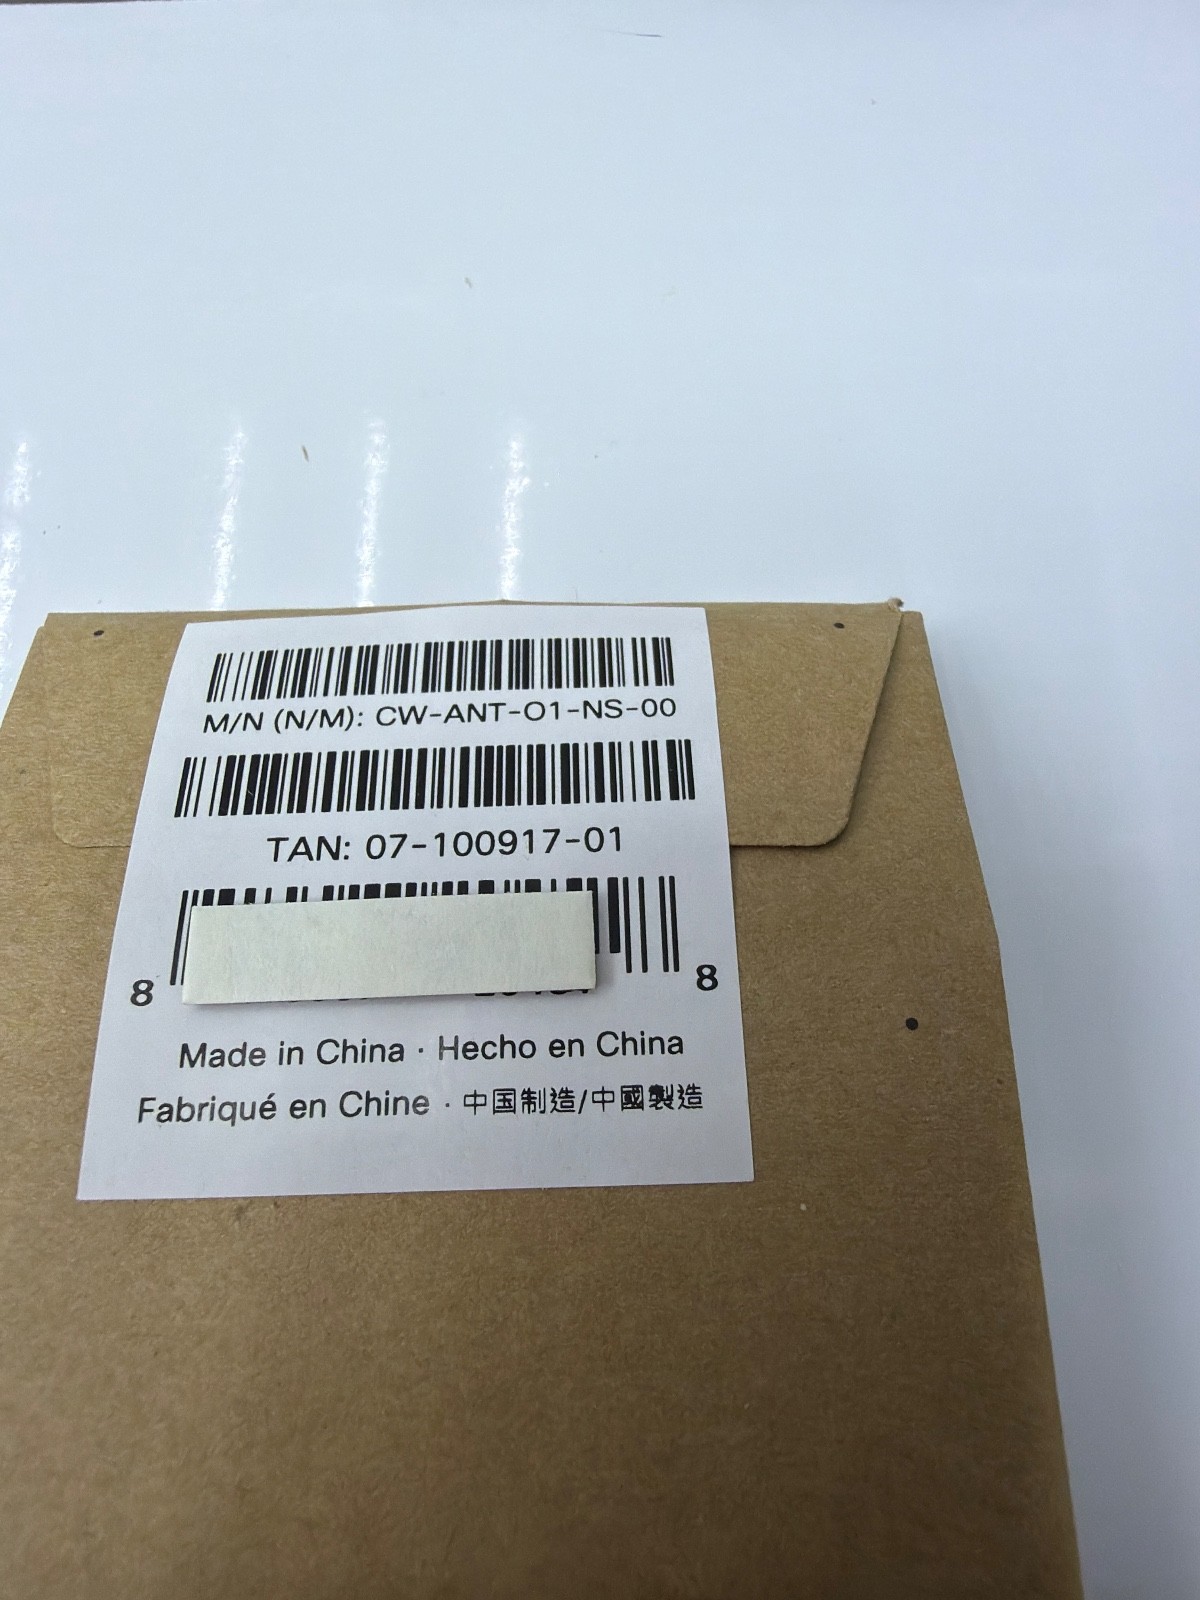 M/N (N/M): CW-ANT-O1-NS-00
TAN: 07-100917-01
8 8
Made in China · Hecho en China
Fabriqué en Chine · 中国制造/中國製造